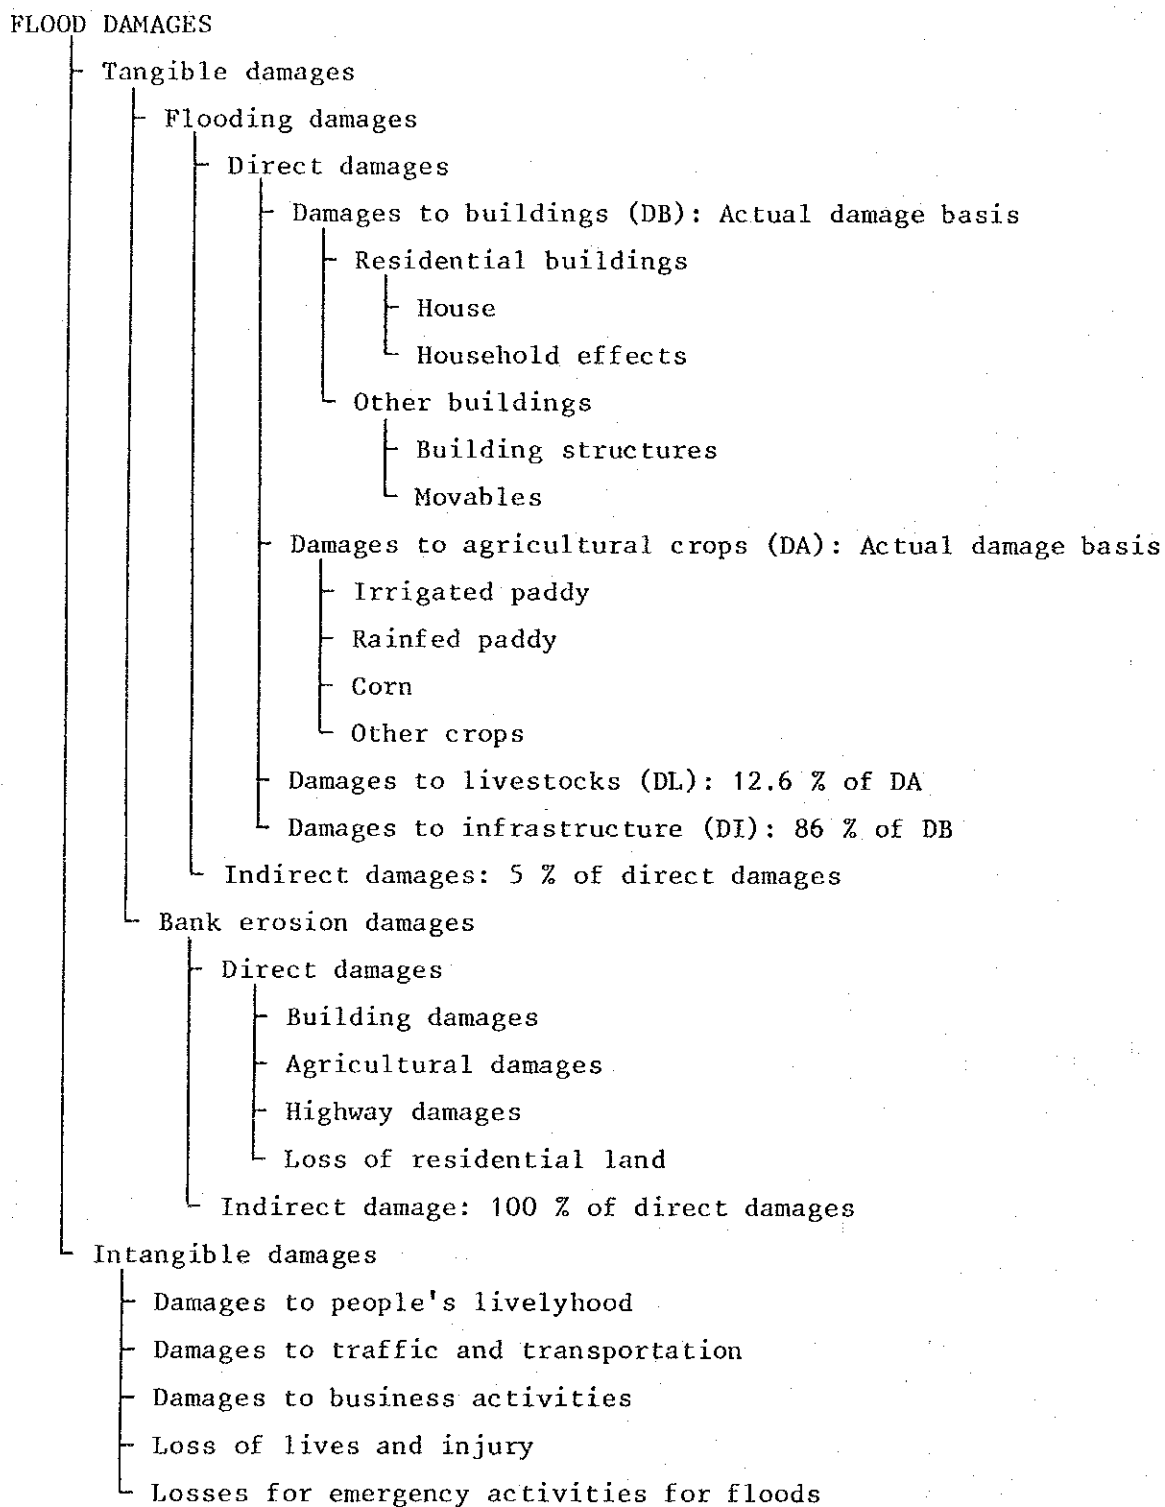 FLOOD DAMAGES
Tangible damages
Flooding damages
Direct damages
Damages to buildings (DB): Actual damage basis
Residential buildings
House
Household effects
Other buildings
Building structures
Movables
Damages to agricultural crops (DA): Actual damage basis
Irrigated paddy
Rainfed paddy
Corn
Other crops
Damages to livestocks (DL): 12.6 % of DA
Damages to infrastructure (DI): 86 % of DB
Indirect damages: 5 % of direct damages
Bank erosion damages
Direct damages
Building damages
Agricultural damages
Highway damages
Loss of residential land
Indirect damage: 100 % of direct damages
Intangible damages
Damages to people's livelyhood
Damages to traffic and transportation
Damages to business activities
Loss of lives and injury
Losses for emergency activities for floods